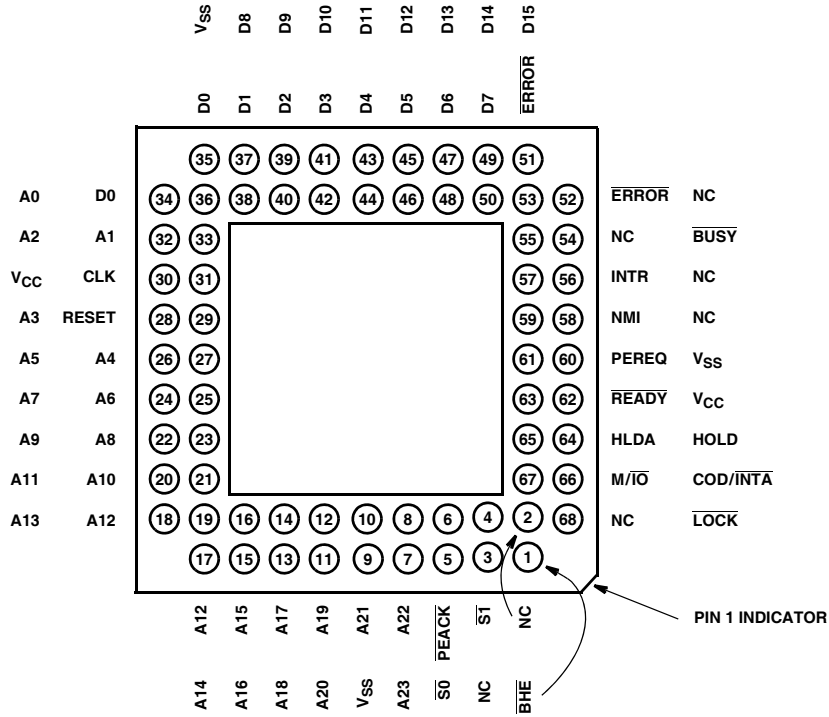 V_SS D8 D9 D10 D11 D12 D13 D14 D15
D0 D1 D2 D3 D4 D5 D6 D7 ERROR
35 37 39 41 43 45 47 49 51
A0 D0 34 36 38 40 42 44 46 48 50 53 52 ERROR NC
A2 A1 32 33 55 54 NC BUSY
V_CC CLK 30 31 57 56 INTR NC
A3 RESET 28 29 59 58 NMI NC
A5 A4 26 27 61 60 PEREQ V_SS
A7 A6 24 25 63 62 READY V_CC
A9 A8 22 23 65 64 HLDA HOLD
A11 A10 20 21 67 66 M/IO COD/INTA
A13 A12 18 19 16 14 12 10 8 6 4 2 68 NC LOCK
17 15 13 11 9 7 5 3 1
A12 A15 A17 A19 A21 A22 PEACK S1 NC PIN 1 INDICATOR
A14 A16 A18 A20 V_SS A23 S0 NC BHE